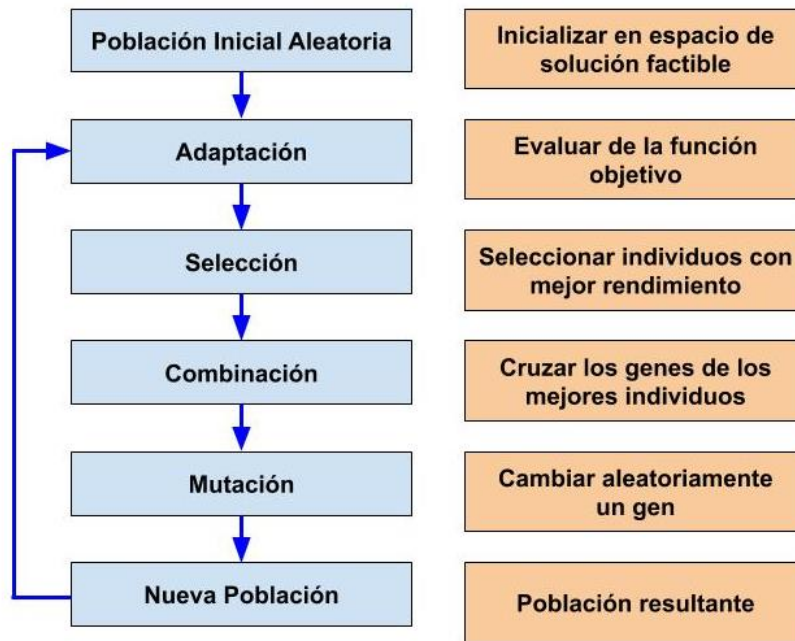 Población Inicial Aleatoria
Inicializar en espacio de
solución factible
Adaptación
Evaluar de la función
objetivo
Selección
Seleccionar individuos con
mejor rendimiento
Combinación
Cruzar los genes de los
mejores individuos
Mutación
Cambiar aleatoriamente
un gen
Nueva Población
Población resultante